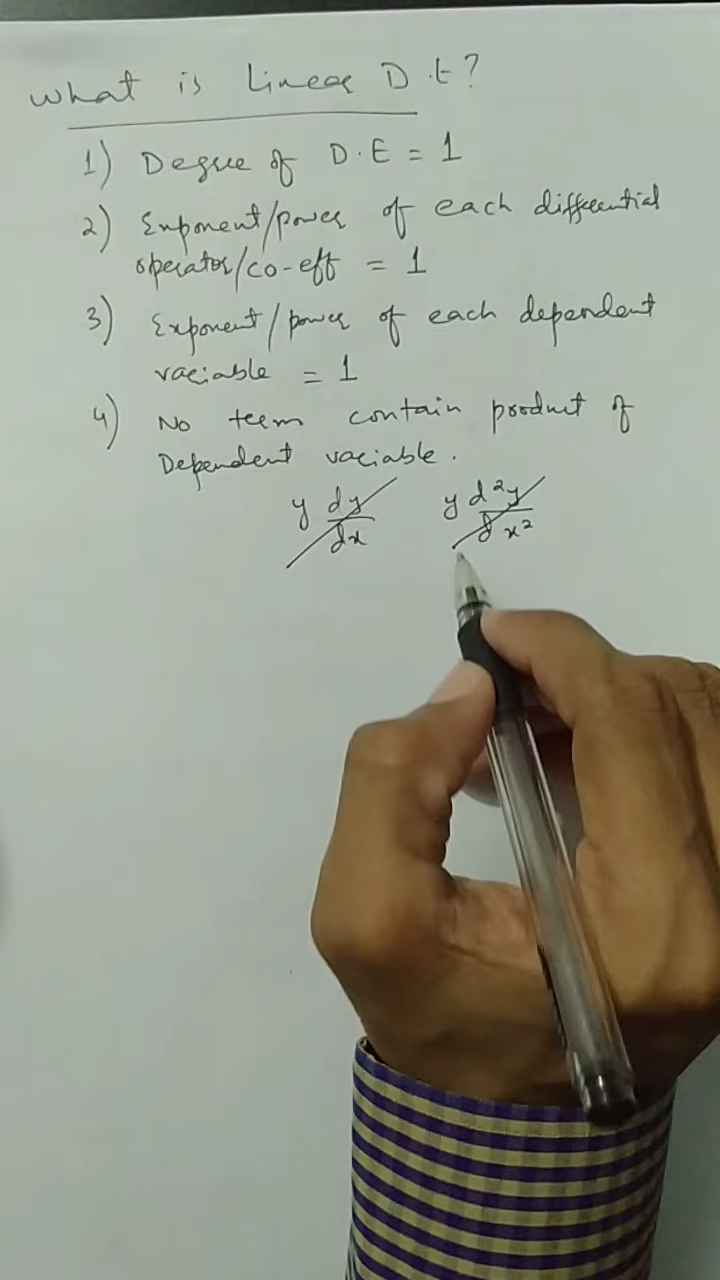 What is Linear D.E?
1) Degree of D.E = 1
2) Exponent/power of each differential
operator/co-eff = 1
3) Exponent/power of each dependent
variable = 1
4) No term contain product of
Dependent variable.
y dy/dx y d²y/dx²